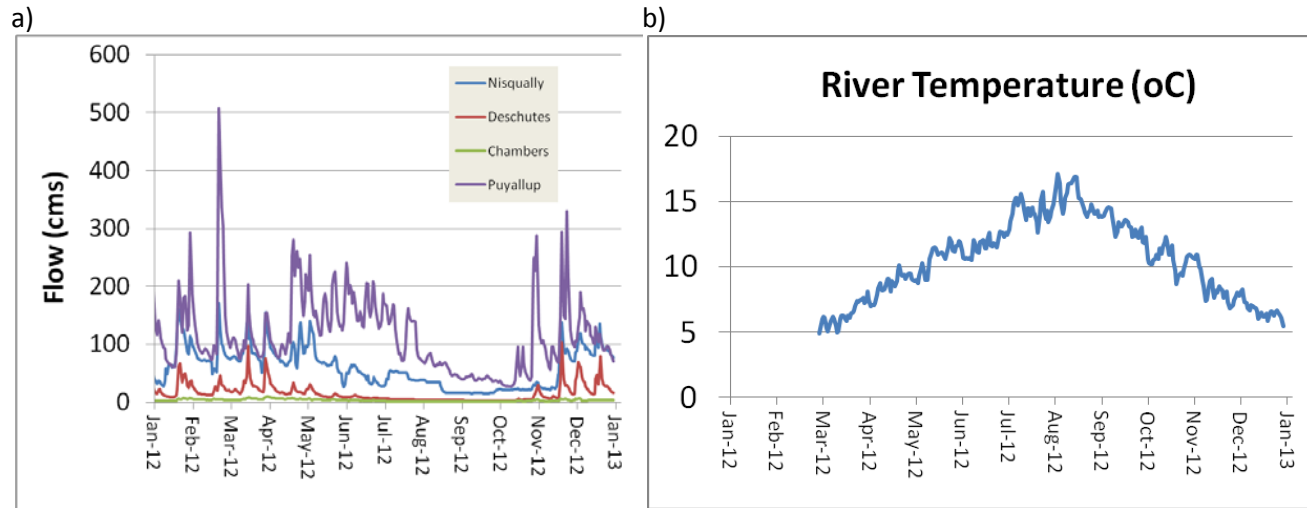 a)
600
500
400
300
200
100
0
Flow (cms)
Nisqually
Deschutes
Chambers
Puyallup
Jan-12
Feb-12
Mar-12
Apr-12
May-12
Jun-12
Jul-12
Aug-12
Sep-12
Oct-12
Nov-12
Dec-12
Jan-13
b)
River Temperature (oC)
20
15
10
5
0
Jan-12
Feb-12
Mar-12
Apr-12
May-12
Jun-12
Jul-12
Aug-12
Sep-12
Oct-12
Nov-12
Dec-12
Jan-13